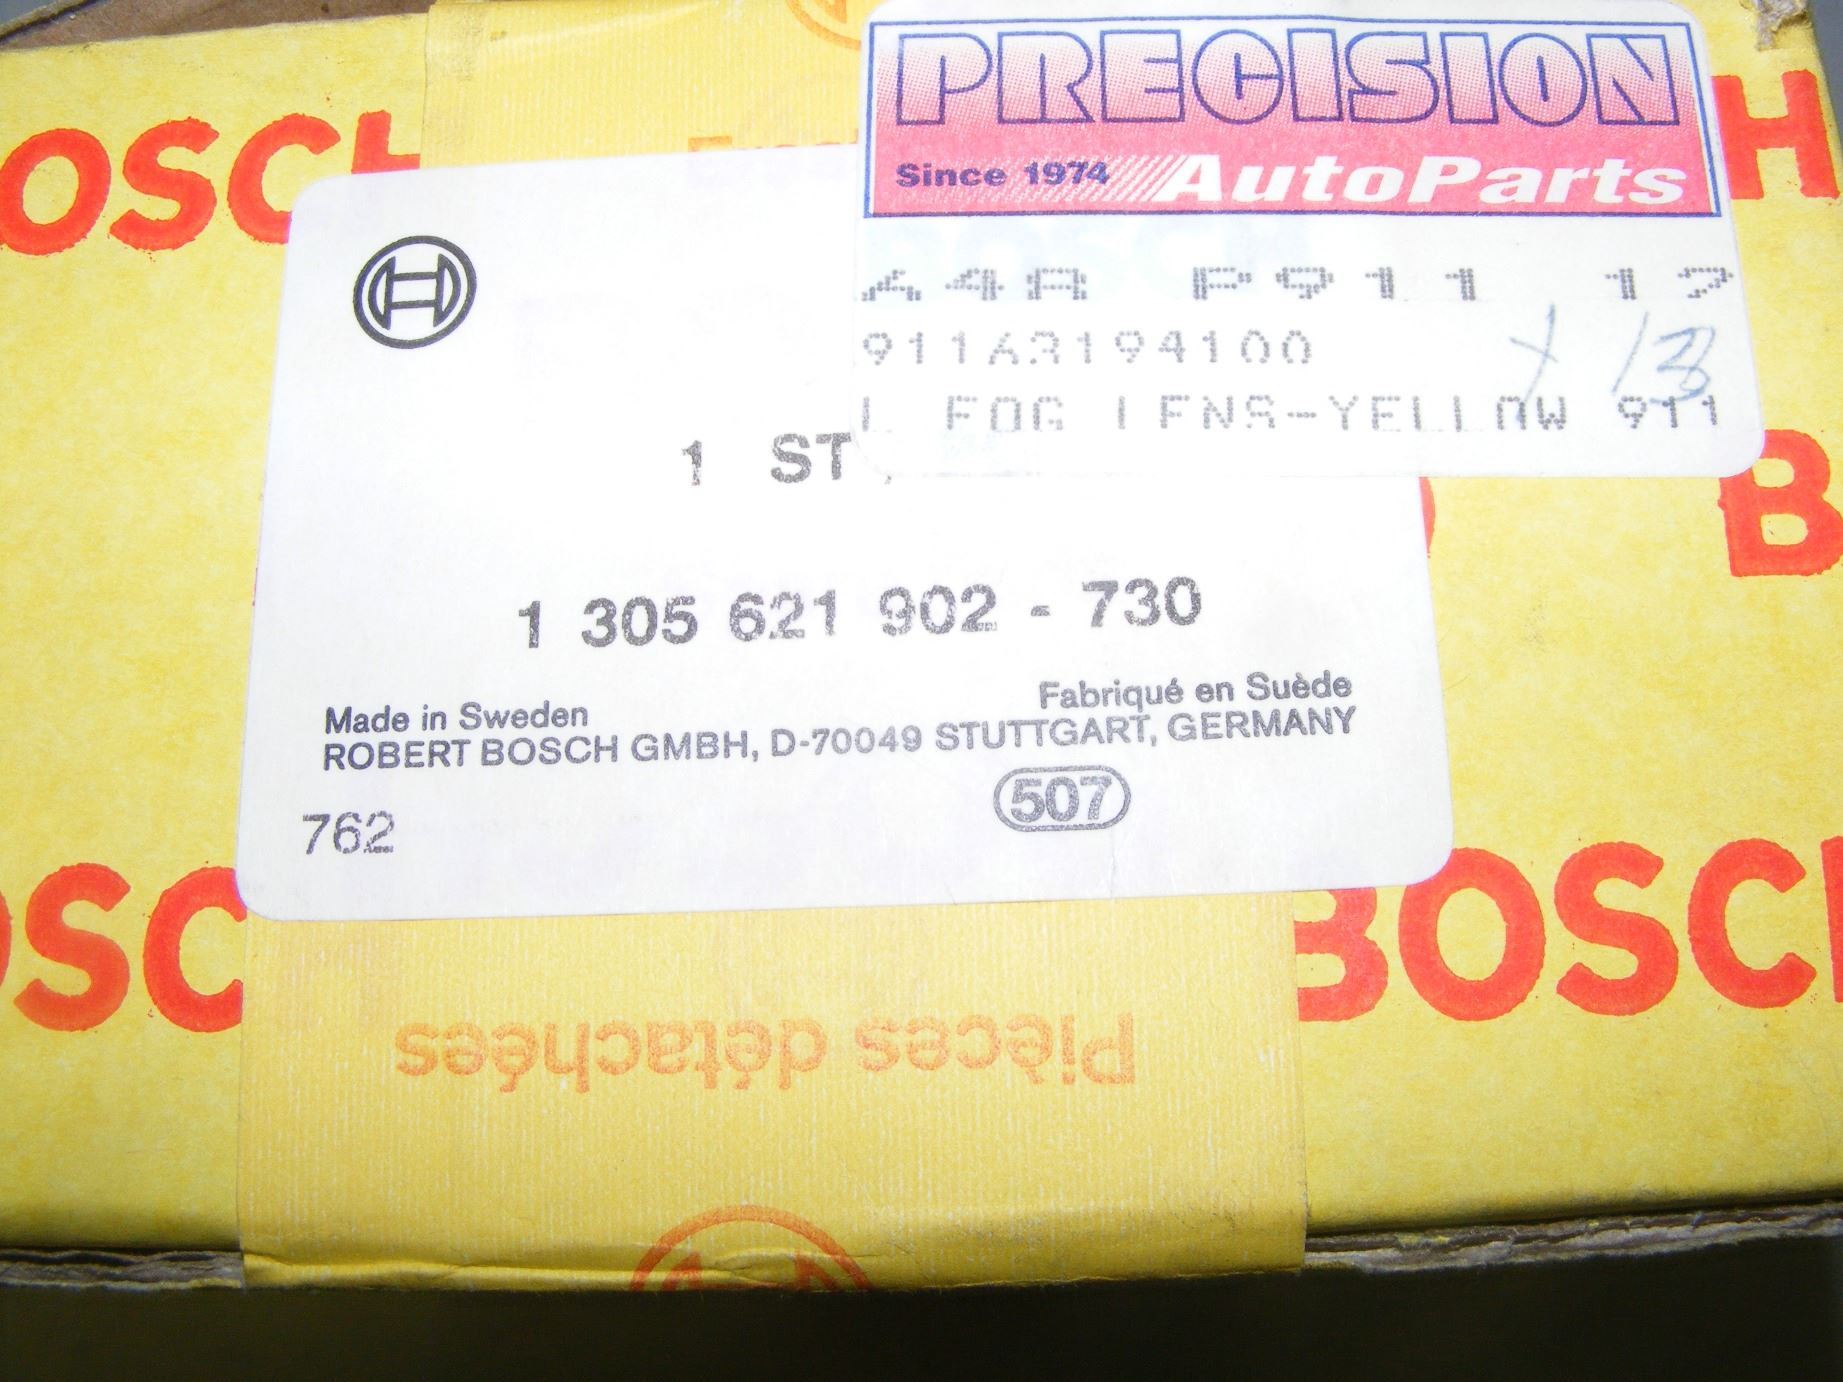 BOSCH
PRECISION
Since 1974 AutoParts
A4A P911 17
911A3194100
L FOG LENS-YELLOW 911
1 ST
1 305 621 902 - 730
Made in Sweden Fabriqué en Suède
ROBERT BOSCH GMBH, D-70049 STUTTGART, GERMANY
507
762
BOSCH
Pièces détachées